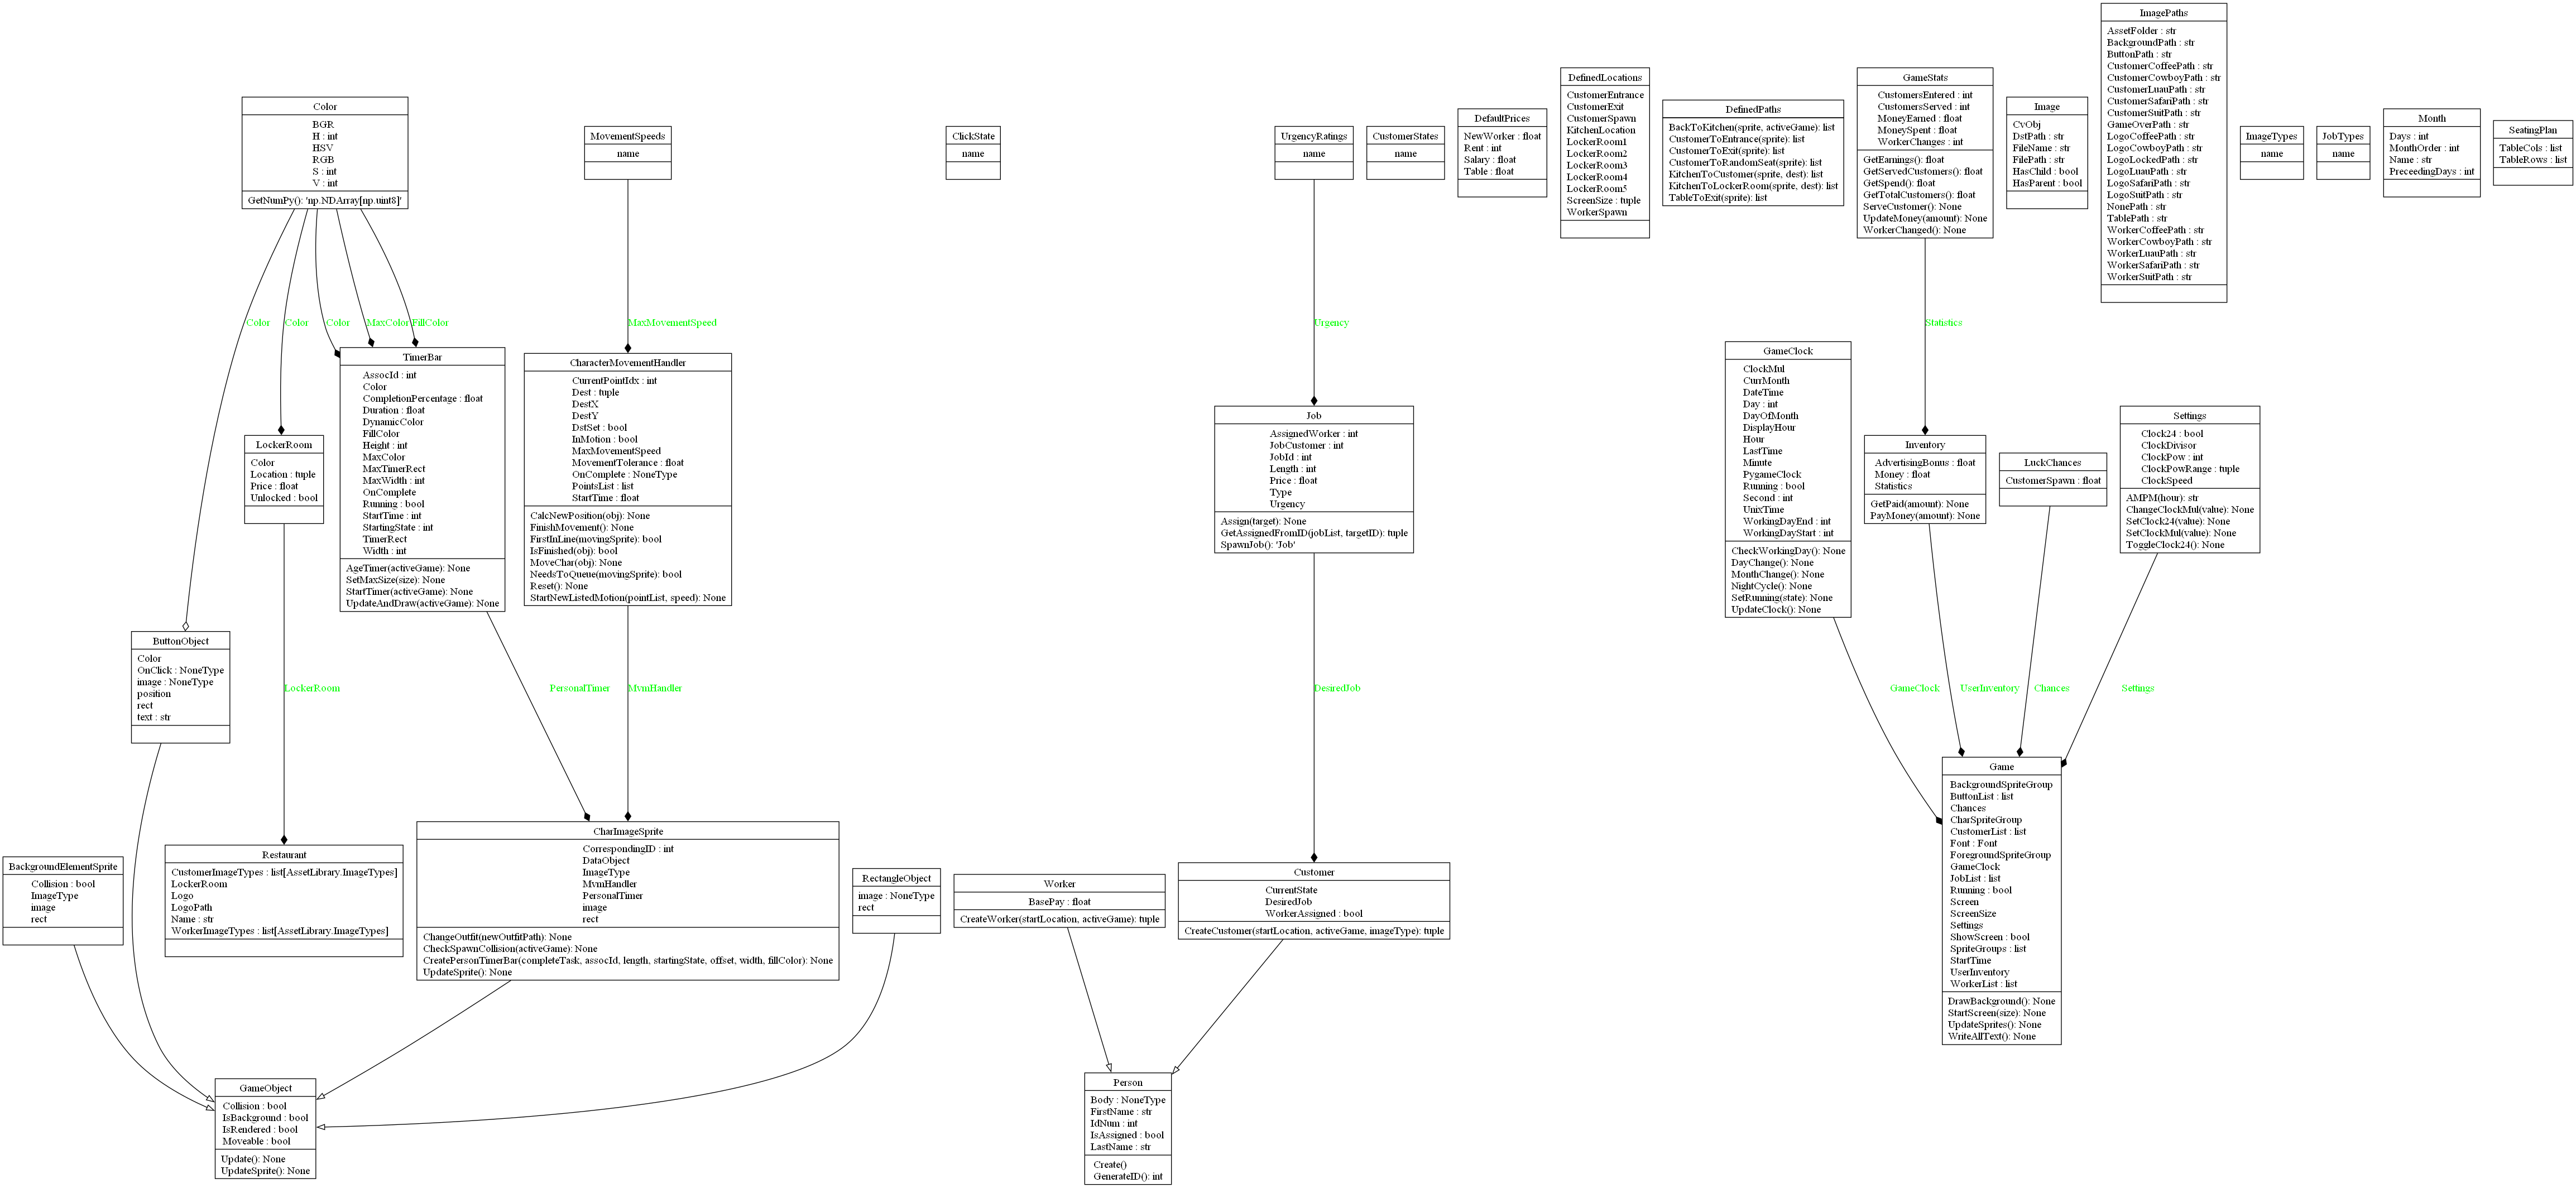 Color
BGR
H : int
HSV
RGB
S : int
V : int
GetNumPy(): 'np.NDArray[np.uint8]'
MovementSpeeds
name
ClickState
name
UrgencyRatings
name
CustomerStates
name
DefaultPrices
NewWorker : float
Rent : int
Salary : float
Table : float
DefinedLocations
CustomerEntrance
CustomerExit
CustomerSpawn
KitchenLocation
LockerRoom1
LockerRoom2
LockerRoom3
LockerRoom4
LockerRoom5
ScreenSize : tuple
WorkerSpawn
DefinedPaths
BackToKitchen(sprite, activeGame): list
CustomerToEntrance(sprite): list
CustomerToExit(sprite): list
CustomerToRandomSeat(sprite): list
KitchenToCustomer(sprite, dest): list
KitchenToLockerRoom(sprite, dest): list
TableToExit(sprite): list
GameStats
CustomersEntered : int
CustomersServed : int
MoneyEarned : float
MoneySpent : float
WorkerChanges : int
GetEarnings(): float
GetServedCustomers(): float
GetSpend(): float
GetTotalCustomers(): float
ServeCustomer(): None
UpdateMoney(amount): None
WorkerChanged(): None
Image
CvObj
DstPath : str
FileName : str
FilePath : str
HasChild : bool
HasParent : bool
ImagePaths
AssetFolder : str
BackgroundPath : str
ButtonPath : str
CustomerCoffeePath : str
CustomerCowboyPath : str
CustomerLuauPath : str
CustomerSafariPath : str
CustomerSuitPath : str
GameOverPath : str
LogoCoffeePath : str
LogoCowboyPath : str
LogoLockedPath : str
LogoLuauPath : str
LogoSafariPath : str
LogoSuitPath : str
NonePath : str
TablePath : str
WorkerCoffeePath : str
WorkerCowboyPath : str
WorkerLuauPath : str
WorkerSafariPath : str
WorkerSuitPath : str
ImageTypes
name
JobTypes
name
Month
Days : int
MonthOrder : int
Name : str
PreceedingDays : int
SeatingPlan
TableCols : list
TableRows : list
Color
Color
Color
MaxColor
FillColor
MaxMovementSpeed
Urgency
Statistics
TimerBar
AssocId : int
Color
CompletionPercentage : float
Duration : float
DynamicColor
FillColor
Height : int
MaxColor
MaxTimerRect
MaxWidth : int
OnComplete
Running : bool
StartTime : int
StartingState : int
TimerRect
Width : int
AgeTimer(activeGame): None
SetMaxSize(size): None
StartTimer(activeGame): None
UpdateAndDraw(activeGame): None
CharacterMovementHandler
CurrentPointIdx : int
Dest : tuple
DestX
DestY
DstSet : bool
InMotion : bool
MaxMovementSpeed
MovementTolerance : float
OnComplete : NoneType
PointsList : list
StartTime : float
CalcNewPosition(obj): None
FinishMovement(): None
FirstInLine(movingSprite): bool
IsFinished(obj): bool
MoveChar(obj): None
NeedsToQueue(movingSprite): bool
Reset(): None
StartNewListedMotion(pointList, speed): None
LockerRoom
Color
Location : tuple
Price : float
Unlocked : bool
Job
AssignedWorker : int
JobCustomer : int
JobId : int
Length : int
Price : float
Type
Urgency
Assign(target): None
GetAssignedFromID(jobList, targetID): tuple
SpawnJob(): 'Job'
GameClock
ClockMul
CurrMonth
DateTime
Day : int
DayOfMonth
DisplayHour
Hour
LastTime
Minute
PygameClock
Running : bool
Second : int
UnixTime
WorkingDayEnd : int
WorkingDayStart : int
CheckWorkingDay(): None
DayChange(): None
MonthChange(): None
NightCycle(): None
SetRunning(state): None
UpdateClock(): None
Inventory
AdvertisingBonus : float
Money : float
Statistics
GetPaid(amount): None
PayMoney(amount): None
LuckChances
CustomerSpawn : float
Settings
Clock24 : bool
ClockDivisor
ClockPow : int
ClockPowRange : tuple
ClockSpeed
AMPM(hour): str
ChangeClockMul(value): None
SetClock24(value): None
SetClockMul(value): None
ToggleClock24(): None
ButtonObject
Color
OnClick : NoneType
image : NoneType
position
rect
text : str
LockerRoom
PersonalTimer
MvmHandler
DesiredJob
GameClock
UserInventory
Chances
Settings
BackgroundElementSprite
Collision : bool
ImageType
image
rect
Restaurant
CustomerImageTypes : list[AssetLibrary.ImageTypes]
LockerRoom
Logo
LogoPath
Name : str
WorkerImageTypes : list[AssetLibrary.ImageTypes]
CharImageSprite
CorrespondingID : int
DataObject
ImageType
MvmHandler
PersonalTimer
image
rect
ChangeOutfit(newOutfitPath): None
CheckSpawnCollision(activeGame): None
CreatePersonTimerBar(completeTask, assocId, length, startingState, offset, width, fillColor): None
UpdateSprite(): None
RectangleObject
image : NoneType
rect
Worker
BasePay : float
CreateWorker(startLocation, activeGame): tuple
Customer
CurrentState
DesiredJob
WorkerAssigned : bool
CreateCustomer(startLocation, activeGame, imageType): tuple
Game
BackgroundSpriteGroup
ButtonList : list
Chances
CharSpriteGroup
CustomerList : list
Font : Font
ForegroundSpriteGroup
GameClock
JobList : list
Running : bool
Screen
ScreenSize
Settings
ShowScreen : bool
SpriteGroups : list
StartTime
UserInventory
WorkerList : list
DrawBackground(): None
StartScreen(size): None
UpdateSprites(): None
WriteAllText(): None
GameObject
Collision : bool
IsBackground : bool
IsRendered : bool
Moveable : bool
Update(): None
UpdateSprite(): None
Person
Body : NoneType
FirstName : str
IdNum : int
IsAssigned : bool
LastName : str
Create()
GenerateID(): int